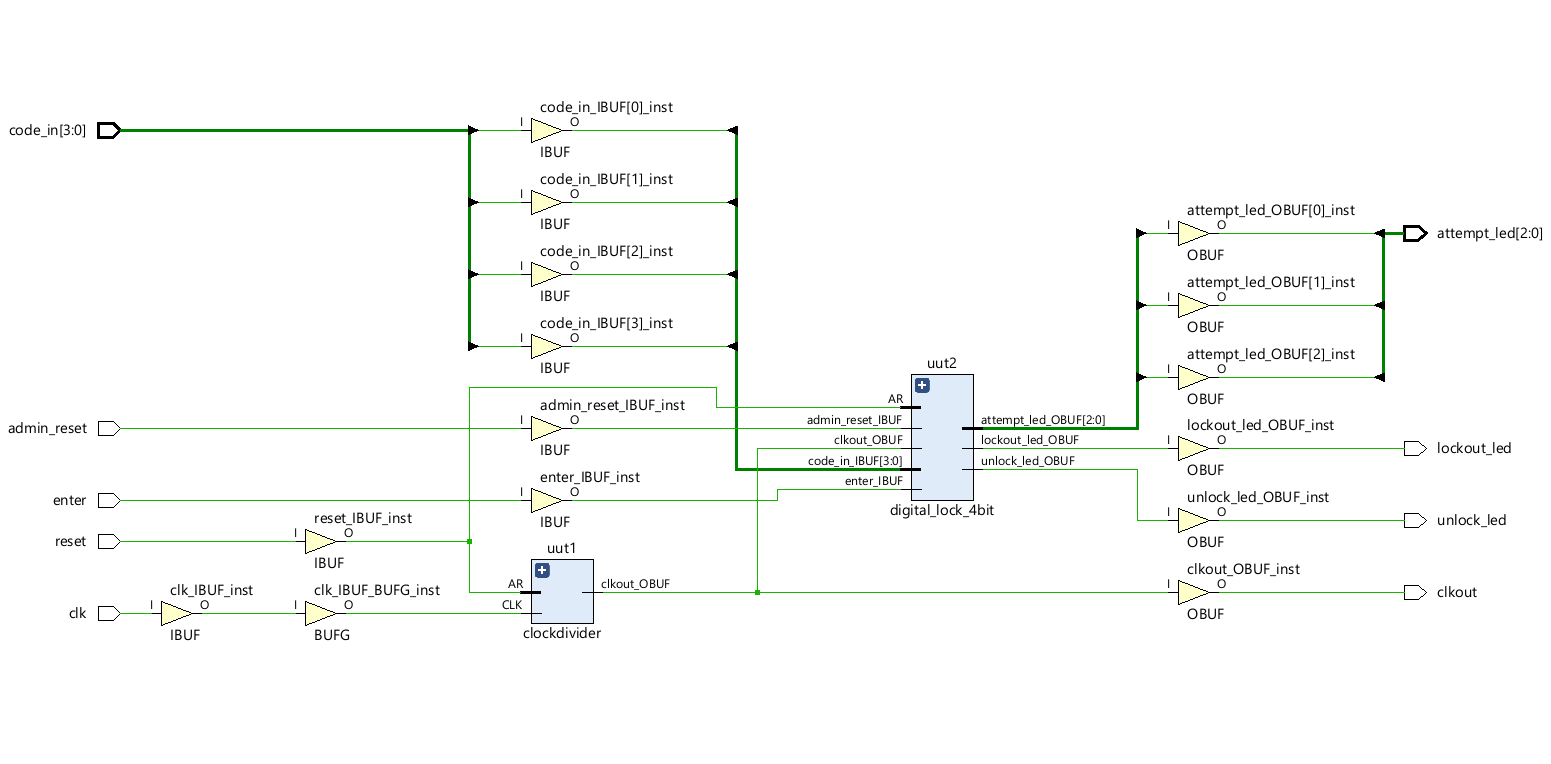 code_in_IBUF[0]_inst
code_in[3:0]
I
O
IBUF
code_in_IBUF[1]_inst
I
O
IBUF
code_in_IBUF[2]_inst
I
O
IBUF
code_in_IBUF[3]_inst
I
O
IBUF
admin_reset
admin_reset_IBUF_inst
I
O
IBUF
enter
enter_IBUF_inst
I
O
IBUF
reset
reset_IBUF_inst
I
O
IBUF
clk
clk_IBUF_inst
I
O
IBUF
clk_IBUF_BUFG_inst
I
O
BUFG
uut1
AR
CLK
clkout_OBUF
clockdivider
uut2
AR
admin_reset_IBUF
clkout_OBUF
code_in_IBUF[3:0]
enter_IBUF
attempt_led_OBUF[2:0]
lockout_led_OBUF
unlock_led_OBUF
digital_lock_4bit
attempt_led_OBUF[0]_inst
I
O
OBUF
attempt_led[2:0]
attempt_led_OBUF[1]_inst
I
O
OBUF
attempt_led_OBUF[2]_inst
I
O
OBUF
lockout_led_OBUF_inst
I
O
OBUF
lockout_led
unlock_led_OBUF_inst
I
O
OBUF
unlock_led
clkout_OBUF_inst
I
O
OBUF
clkout